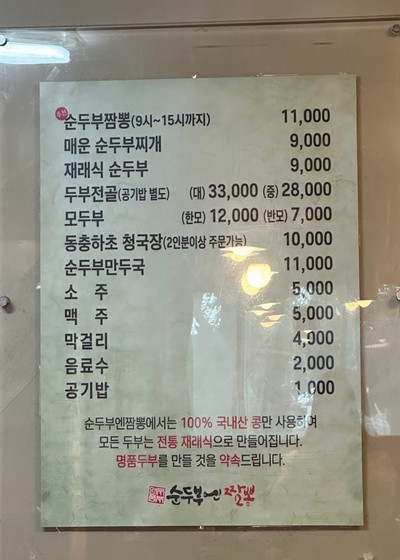 추천 순두부짬뽕(9시~15시까지) 11,000
매운 순두부찌개 9,000
재래식 순두부 9,000
두부전골(공기밥 별도) (대) 33,000 (중) 28,000
모두부 (한모) 12,000 (반모) 7,000
동충하초 청국장(2인분이상 주문가능) 10,000
순두부만두국 11,000
소 주 5,000
맥 주 5,000
막걸리 4,000
음료수 2,000
공기밥 1,000
순두부엔짬뽕에서는 100% 국내산 콩만 사용하며
모든 두부는 전통 재래식으로 만들어집니다.
명품두부를 만들 것을 약속드립니다.
순두부엔 짬뽕